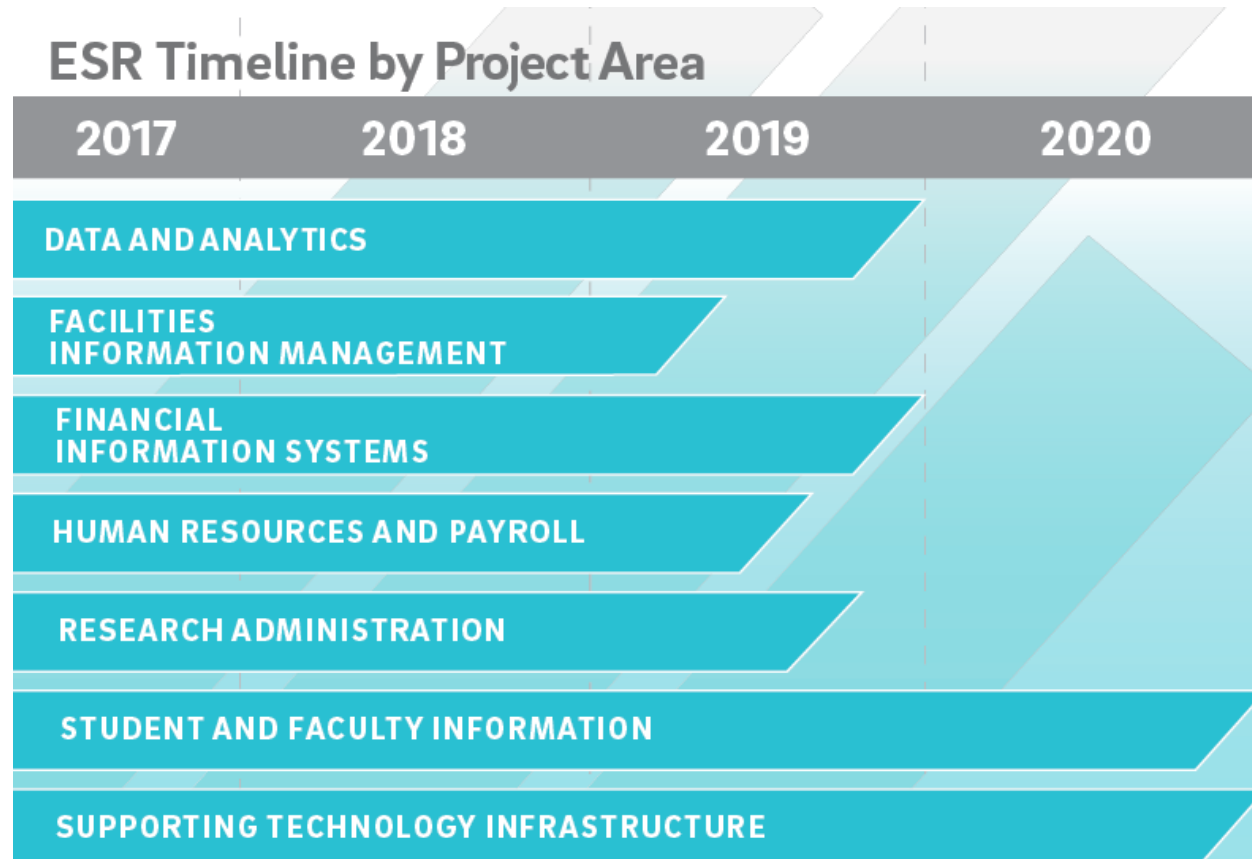 ESR Timeline by Project Area
2017 2018 2019 2020
DATA AND ANALYTICS
FACILITIES
INFORMATION MANAGEMENT
FINANCIAL
INFORMATION SYSTEMS
HUMAN RESOURCES AND PAYROLL
RESEARCH ADMINISTRATION
STUDENT AND FACULTY INFORMATION
SUPPORTING TECHNOLOGY INFRASTRUCTURE